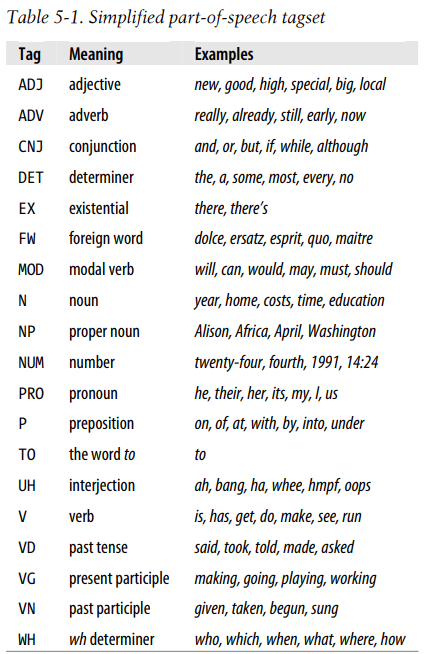 Table 5-1. Simplified part-of-speech tagset
Tag Meaning Examples
ADJ adjective new, good, high, special, big, local
ADV adverb really, already, still, early, now
CNJ conjunction and, or, but, if, while, although
DET determiner the, a, some, most, every, no
EX existential there, there's
FW foreign word dolce, ersatz, esprit, quo, maitre
MOD modal verb will, can, would, may, must, should
N noun year, home, costs, time, education
NP proper noun Alison, Africa, April, Washington
NUM number twenty-four, fourth, 1991, 14:24
PRO pronoun he, their, her, its, my, I, us
P preposition on, of, at, with, by, into, under
TO the word to to
UH interjection ah, bang, ha, whee, hmpf, oops
V verb is, has, get, do, make, see, run
VD past tense said, took, told, made, asked
VG present participle making, going, playing, working
VN past participle given, taken, begun, sung
WH wh determiner who, which, when, what, where, how